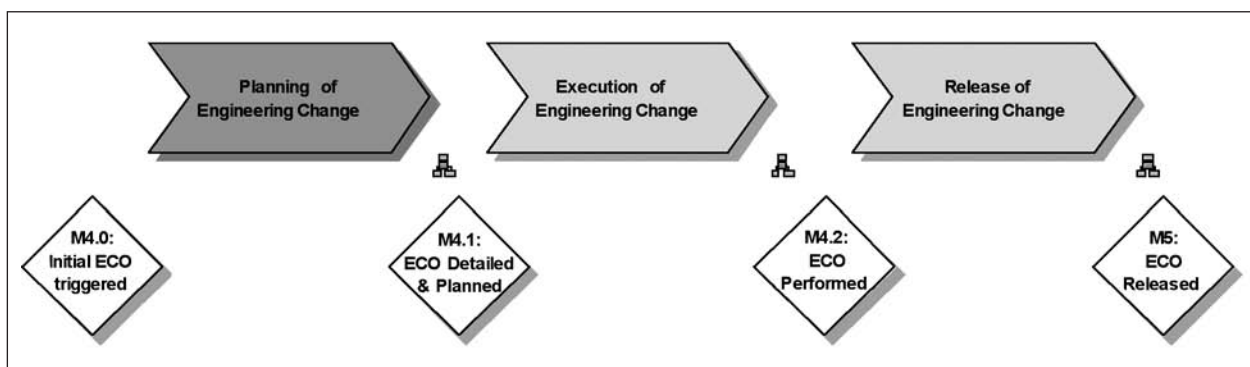 Planning of
Engineering Change
Execution of
Engineering Change
Release of
Engineering Change
M4.0:
Initial ECO
triggered
M4.1:
ECO Detailed
& Planned
M4.2:
ECO
Performed
M5:
ECO
Released